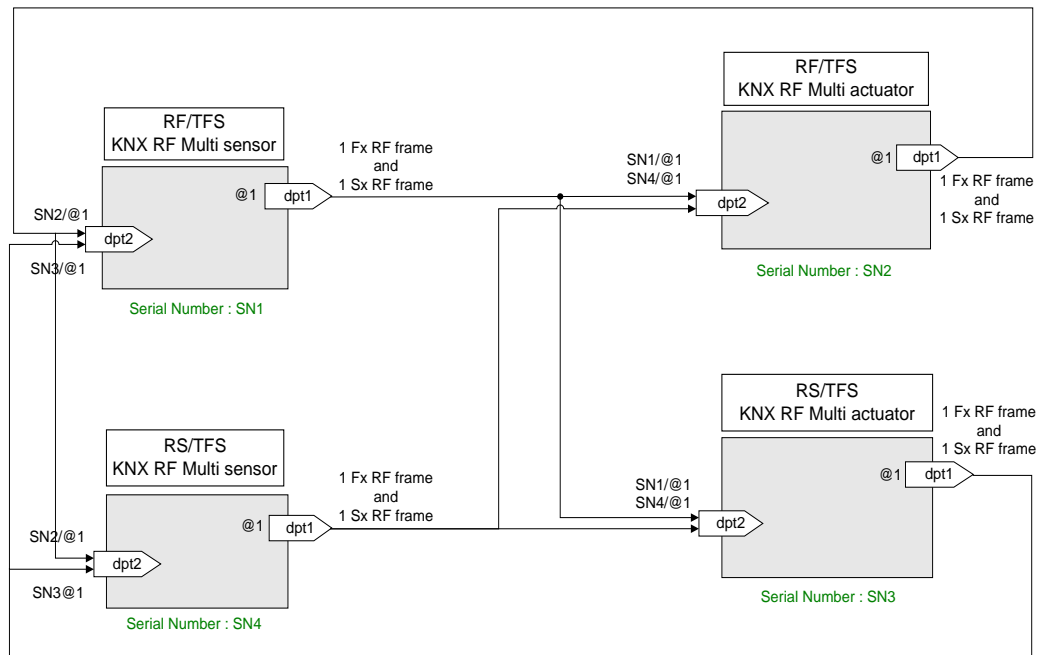 RF/TFS
KNX RF Multi actuator
RF/TFS
KNX RF Multi sensor
1 Fx RF frame
and
1 Sx RF frame
SN1/@1
SN4/@1
@1
dpt1
1 Fx RF frame
and
1 Sx RF frame
@1
dpt1
dpt2
SN2/@1
dpt2
SN3/@1
Serial Number : SN2
Serial Number : SN1
RS/TFS
KNX RF Multi actuator
1 Fx RF frame
and
1 Sx RF frame
RS/TFS
KNX RF Multi sensor
1 Fx RF frame
and
1 Sx RF frame
SN1/@1
SN4/@1
@1
dpt1
@1
dpt1
dpt2
SN2/@1
dpt2
SN3@1
Serial Number : SN3
Serial Number : SN4